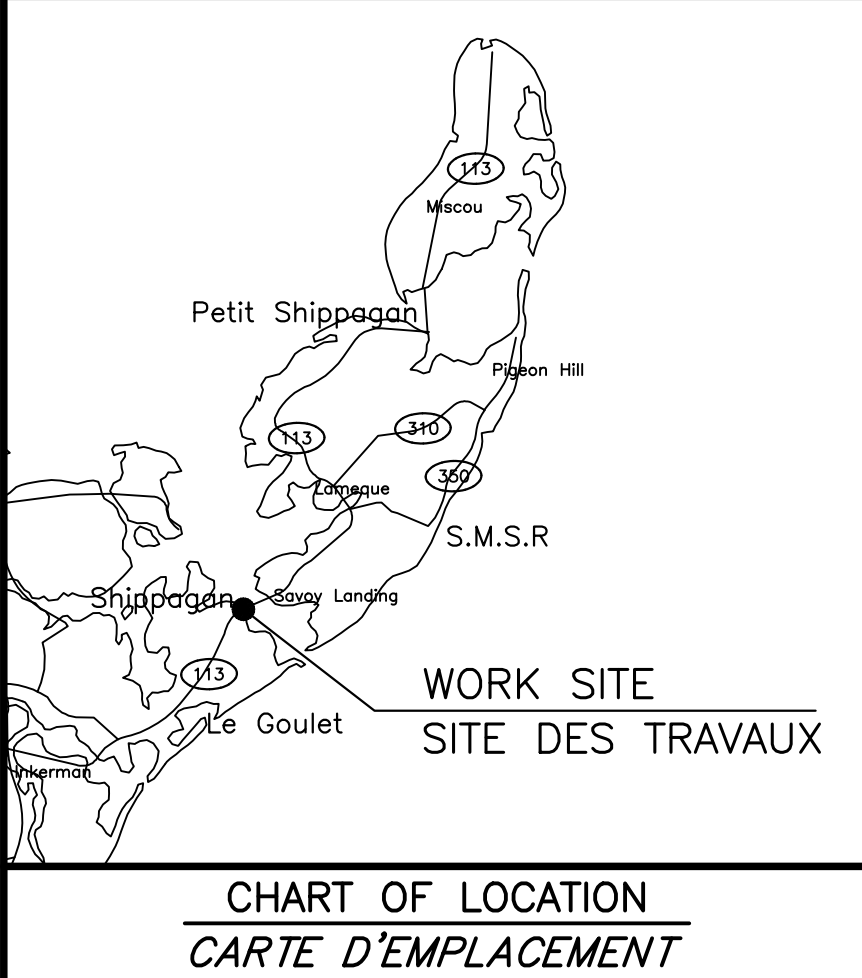 113
Miscou
Petit Shippagan
Pigeon Hill
310
113
350
Lameque
S.M.S.R
Savoy Landing
Shippagan
113
WORK SITE
SITE DES TRAVAUX
Le Goulet
Inkerman
CHART OF LOCATION
CARTE D'EMPLACEMENT